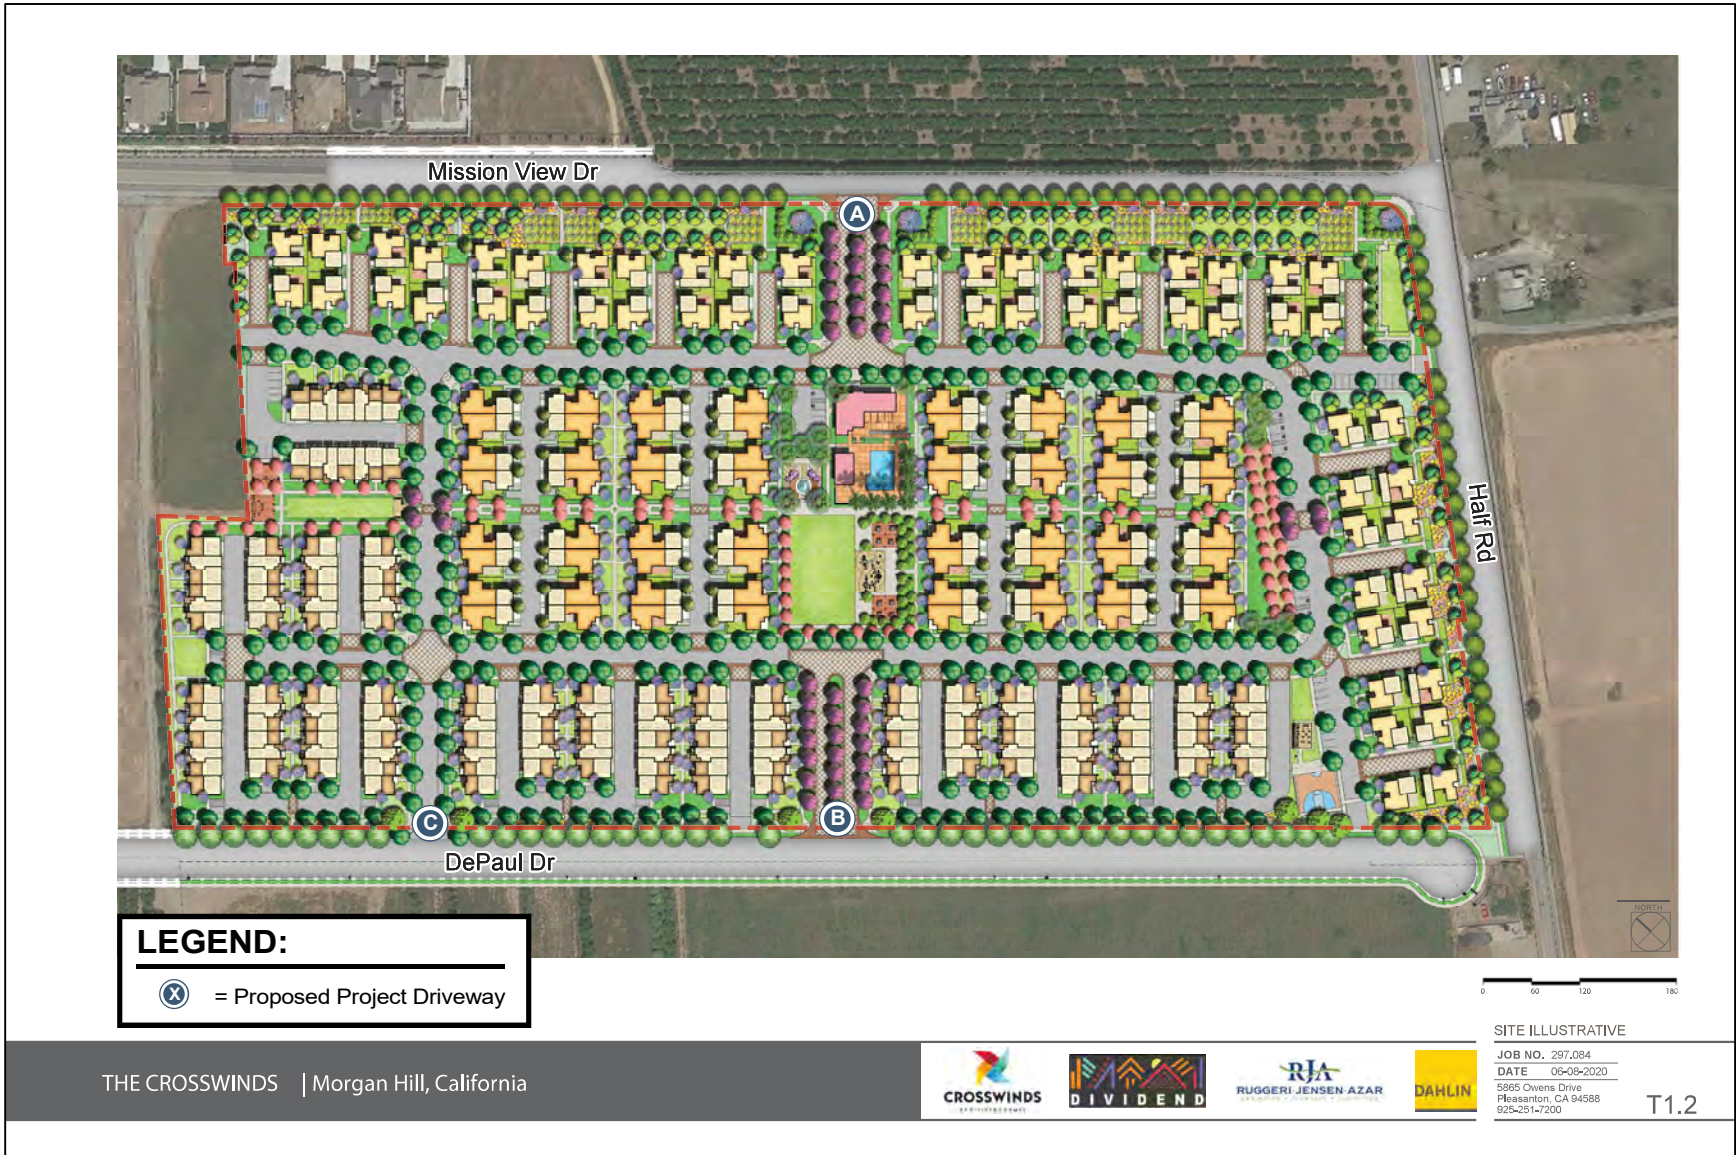 Mission View Dr
A
Half Rd
C
B
DePaul Dr
NORTH
LEGEND:
X = Proposed Project Driveway
0 60 120 180
SITE ILLUSTRATIVE
JOB NO. 297.084
DATE 06-08-2020
5865 Owens Drive
Pleasanton, CA 94588
925-251-7200
T1.2
THE CROSSWINDS | Morgan Hill, California
CROSSWINDS
DIVIDEND
RJA
RUGGERI-JENSEN-AZAR
DAHLIN